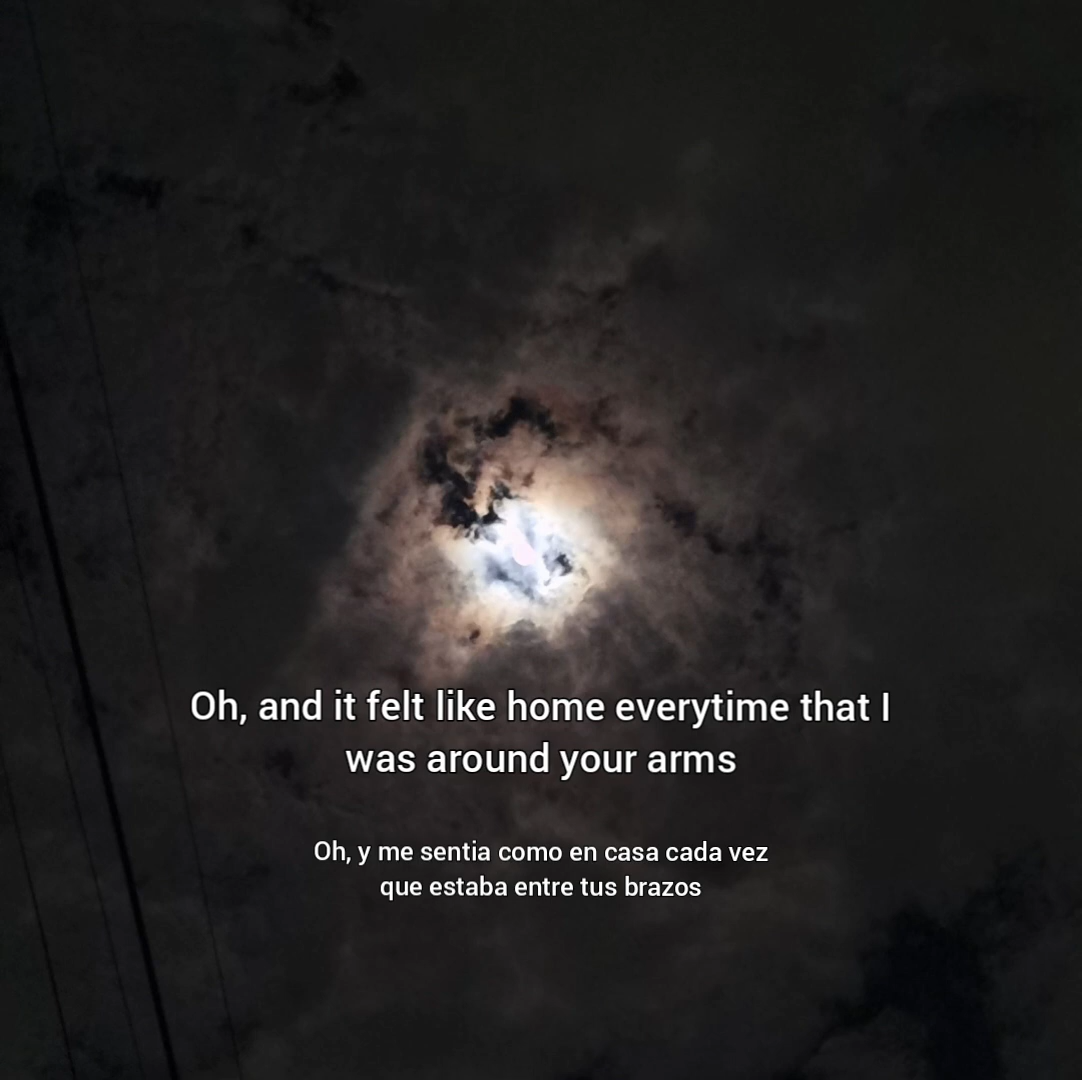 Oh, and it felt like home everytime that I
was around your arms
Oh, y me sentia como en casa cada vez
que estaba entre tus brazos